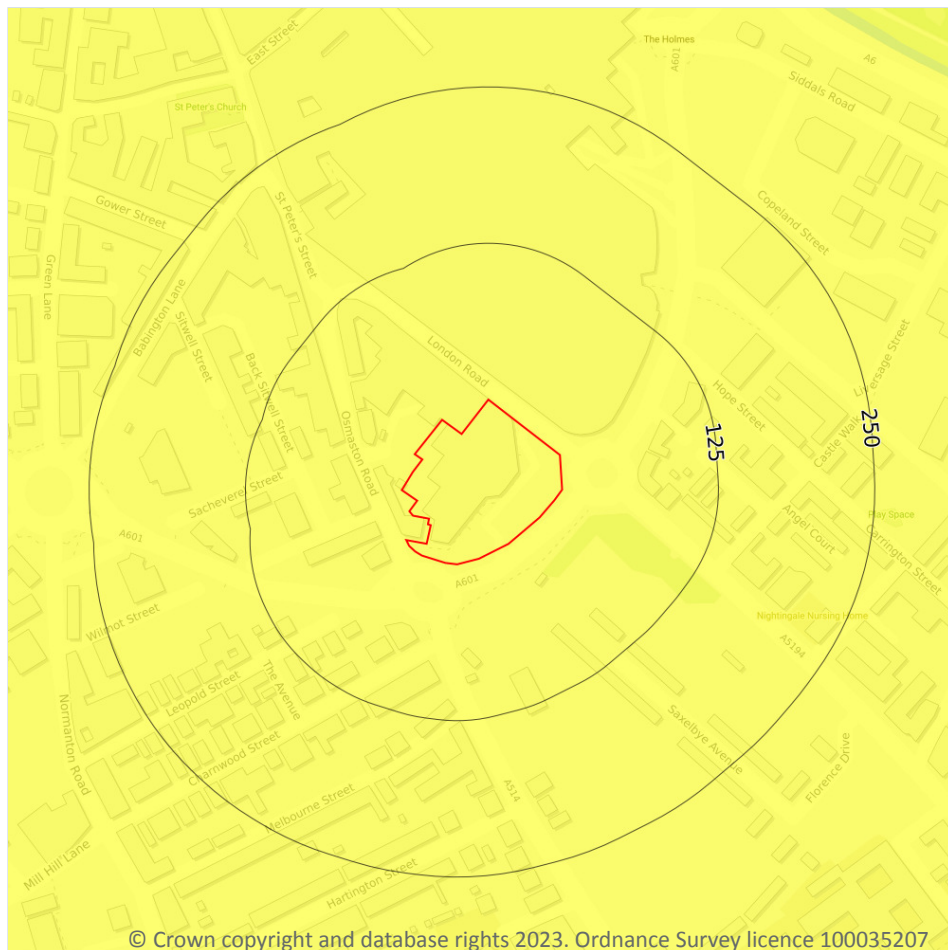 The Holmes
A601
A6
Siddals Road
East Street
St Peter's Church
Gower Street
St Peter's Street
Copeland Street
Green Lane
Babington Lane
Sitwell Street
Back Sitwell Street
London Road
Liversage Street
Hope Street
125
250
Castle Walk
Osmaston Road
Sacheverel Street
Play Space
Angel Court
Carrington Street
A601
A601
Wilmot Street
Nightingale Nursing Home
A5194
Leopold Street
The Avenue
Normanton Road
Charnwood Street
Saxelbye Avenue
Florence Drive
A514
Melbourne Street
Mill Hill Lane
Hartington Street
© Crown copyright and database rights 2023. Ordnance Survey licence 100035207